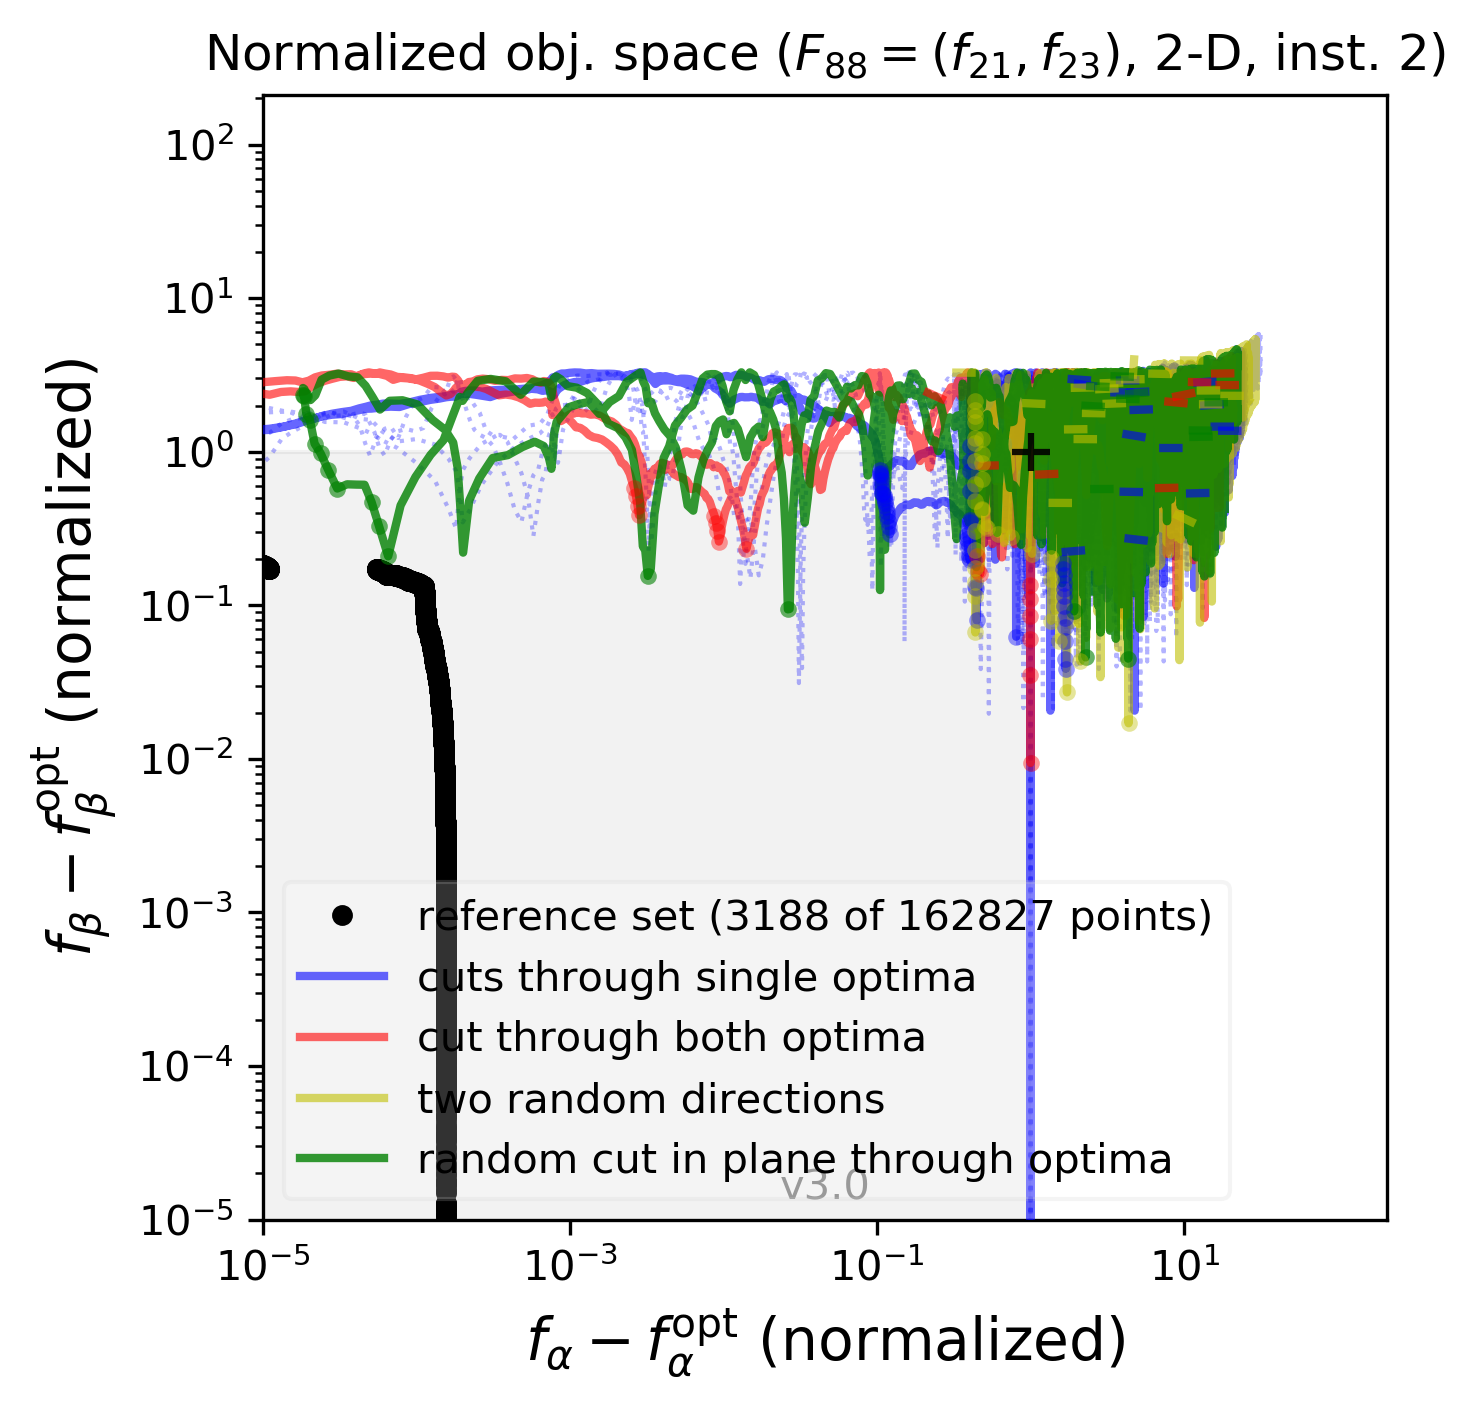 Normalized obj. space (F₈₈ = (f₂₁, f₂₃), 2-D, inst. 2)
10²
10¹
10⁰
10⁻¹
10⁻²
10⁻³
10⁻⁴
10⁻⁵
f_β − f_β^opt (normalized)
reference set (3188 of 162827 points)
cuts through single optima
cut through both optima
two random directions
random cut in plane through optima
v3.0
10⁻⁵ 10⁻³ 10⁻¹ 10¹
f_α − f_α^opt (normalized)